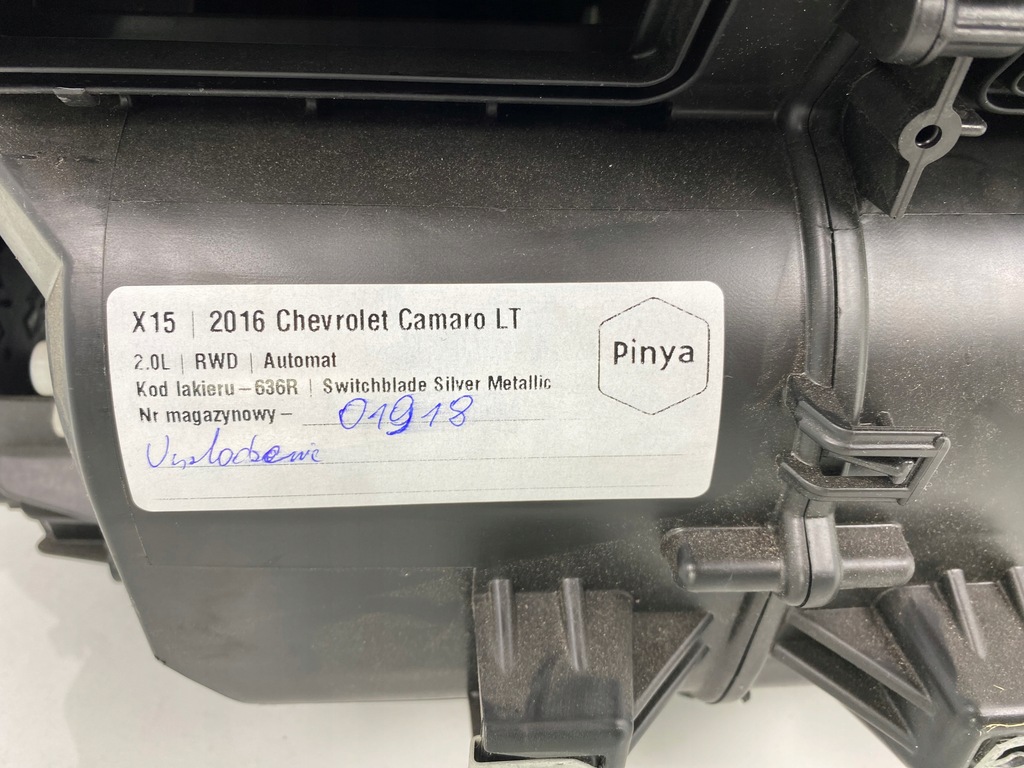 X15 | 2016 Chevrolet Camaro LT
2.0L | RWD | Automat
Kod lakieru – 636R | Switchblade Silver Metallic
Nr magazynowy – 01918
Pinya